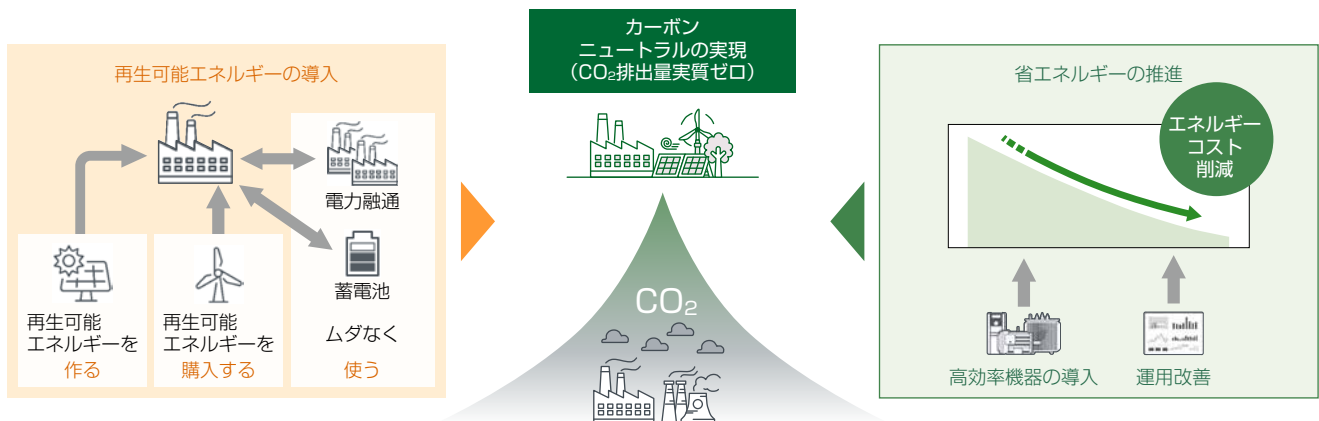 再生可能エネルギーの導入
電力融通
蓄電池
再生可能
エネルギーを
作る
再生可能
エネルギーを
購入する
ムダなく
使う
カーボン
ニュートラルの実現
（CO₂排出量実質ゼロ）
CO₂
省エネルギーの推進
エネルギー
コスト
削減
高効率機器の導入
運用改善